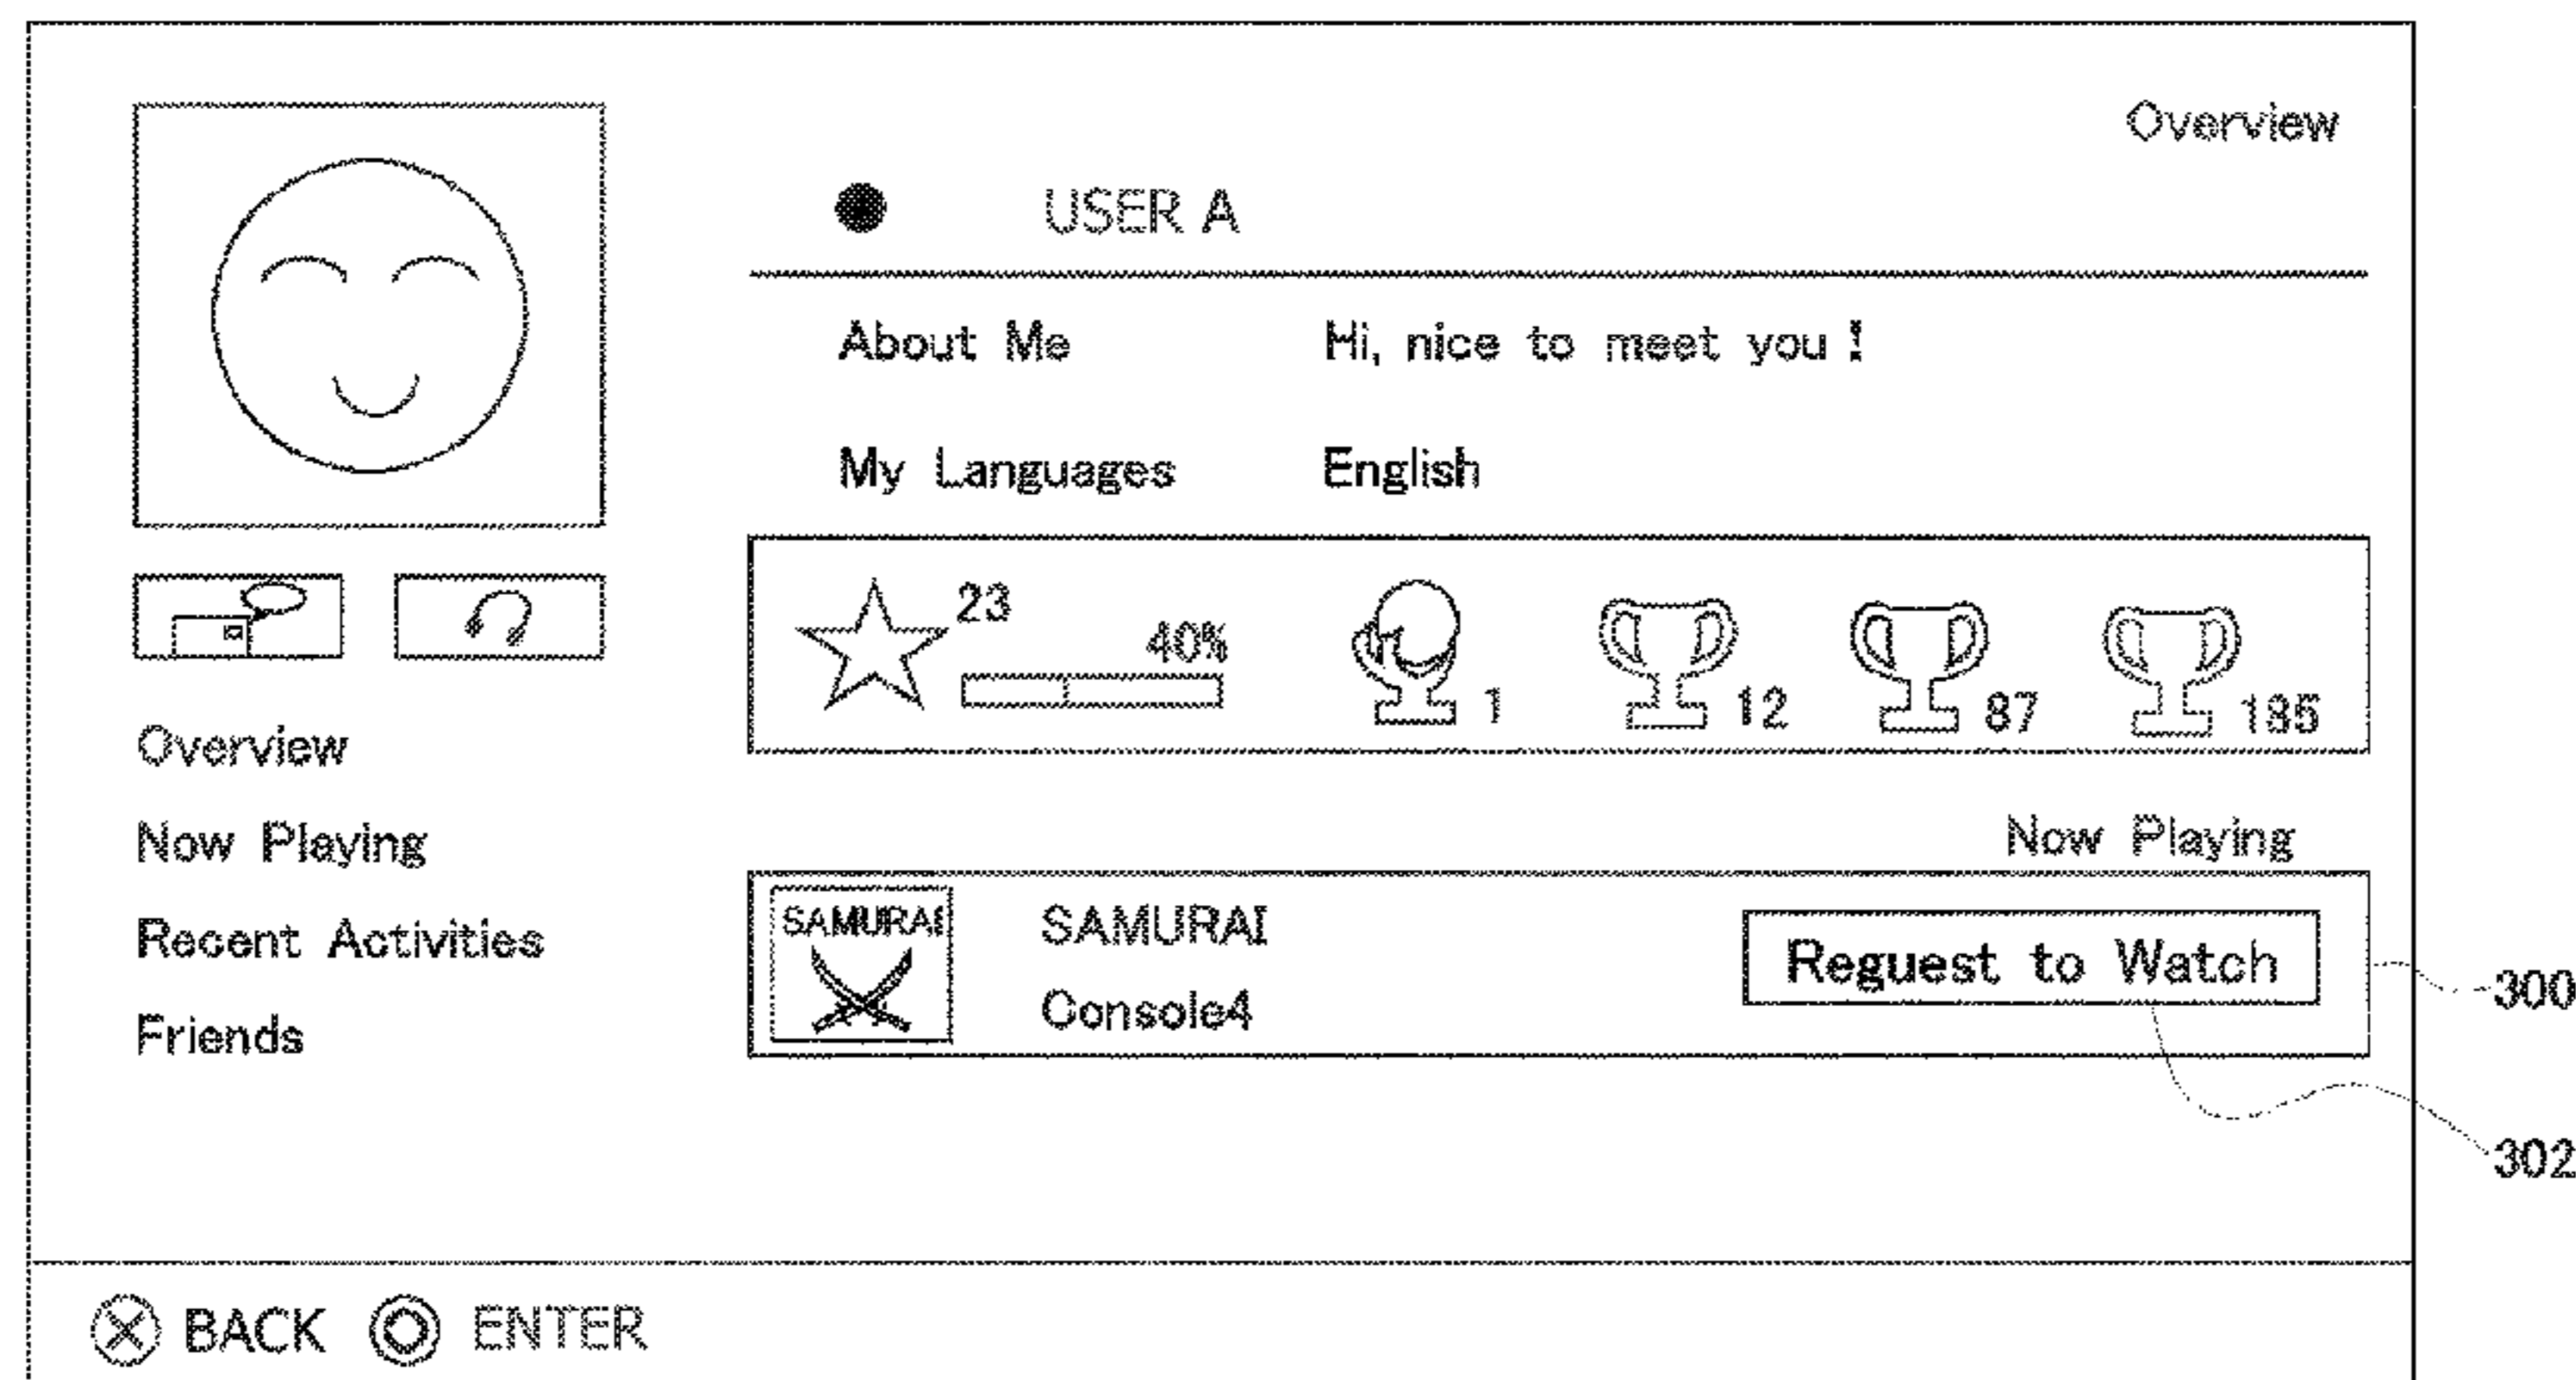 Overview
USER A
About Me Hi, nice to meet you !
My Languages English
23
40%
1
12
87
195
Overview
Now Playing
Recent Activities
Friends
Now Playing
SAMURAI
SAMURAI
Console4
Reguest to Watch
300
302
BACK
ENTER